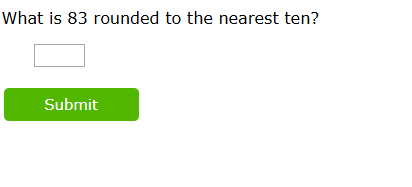 What is 83 rounded to the nearest ten?
Submit